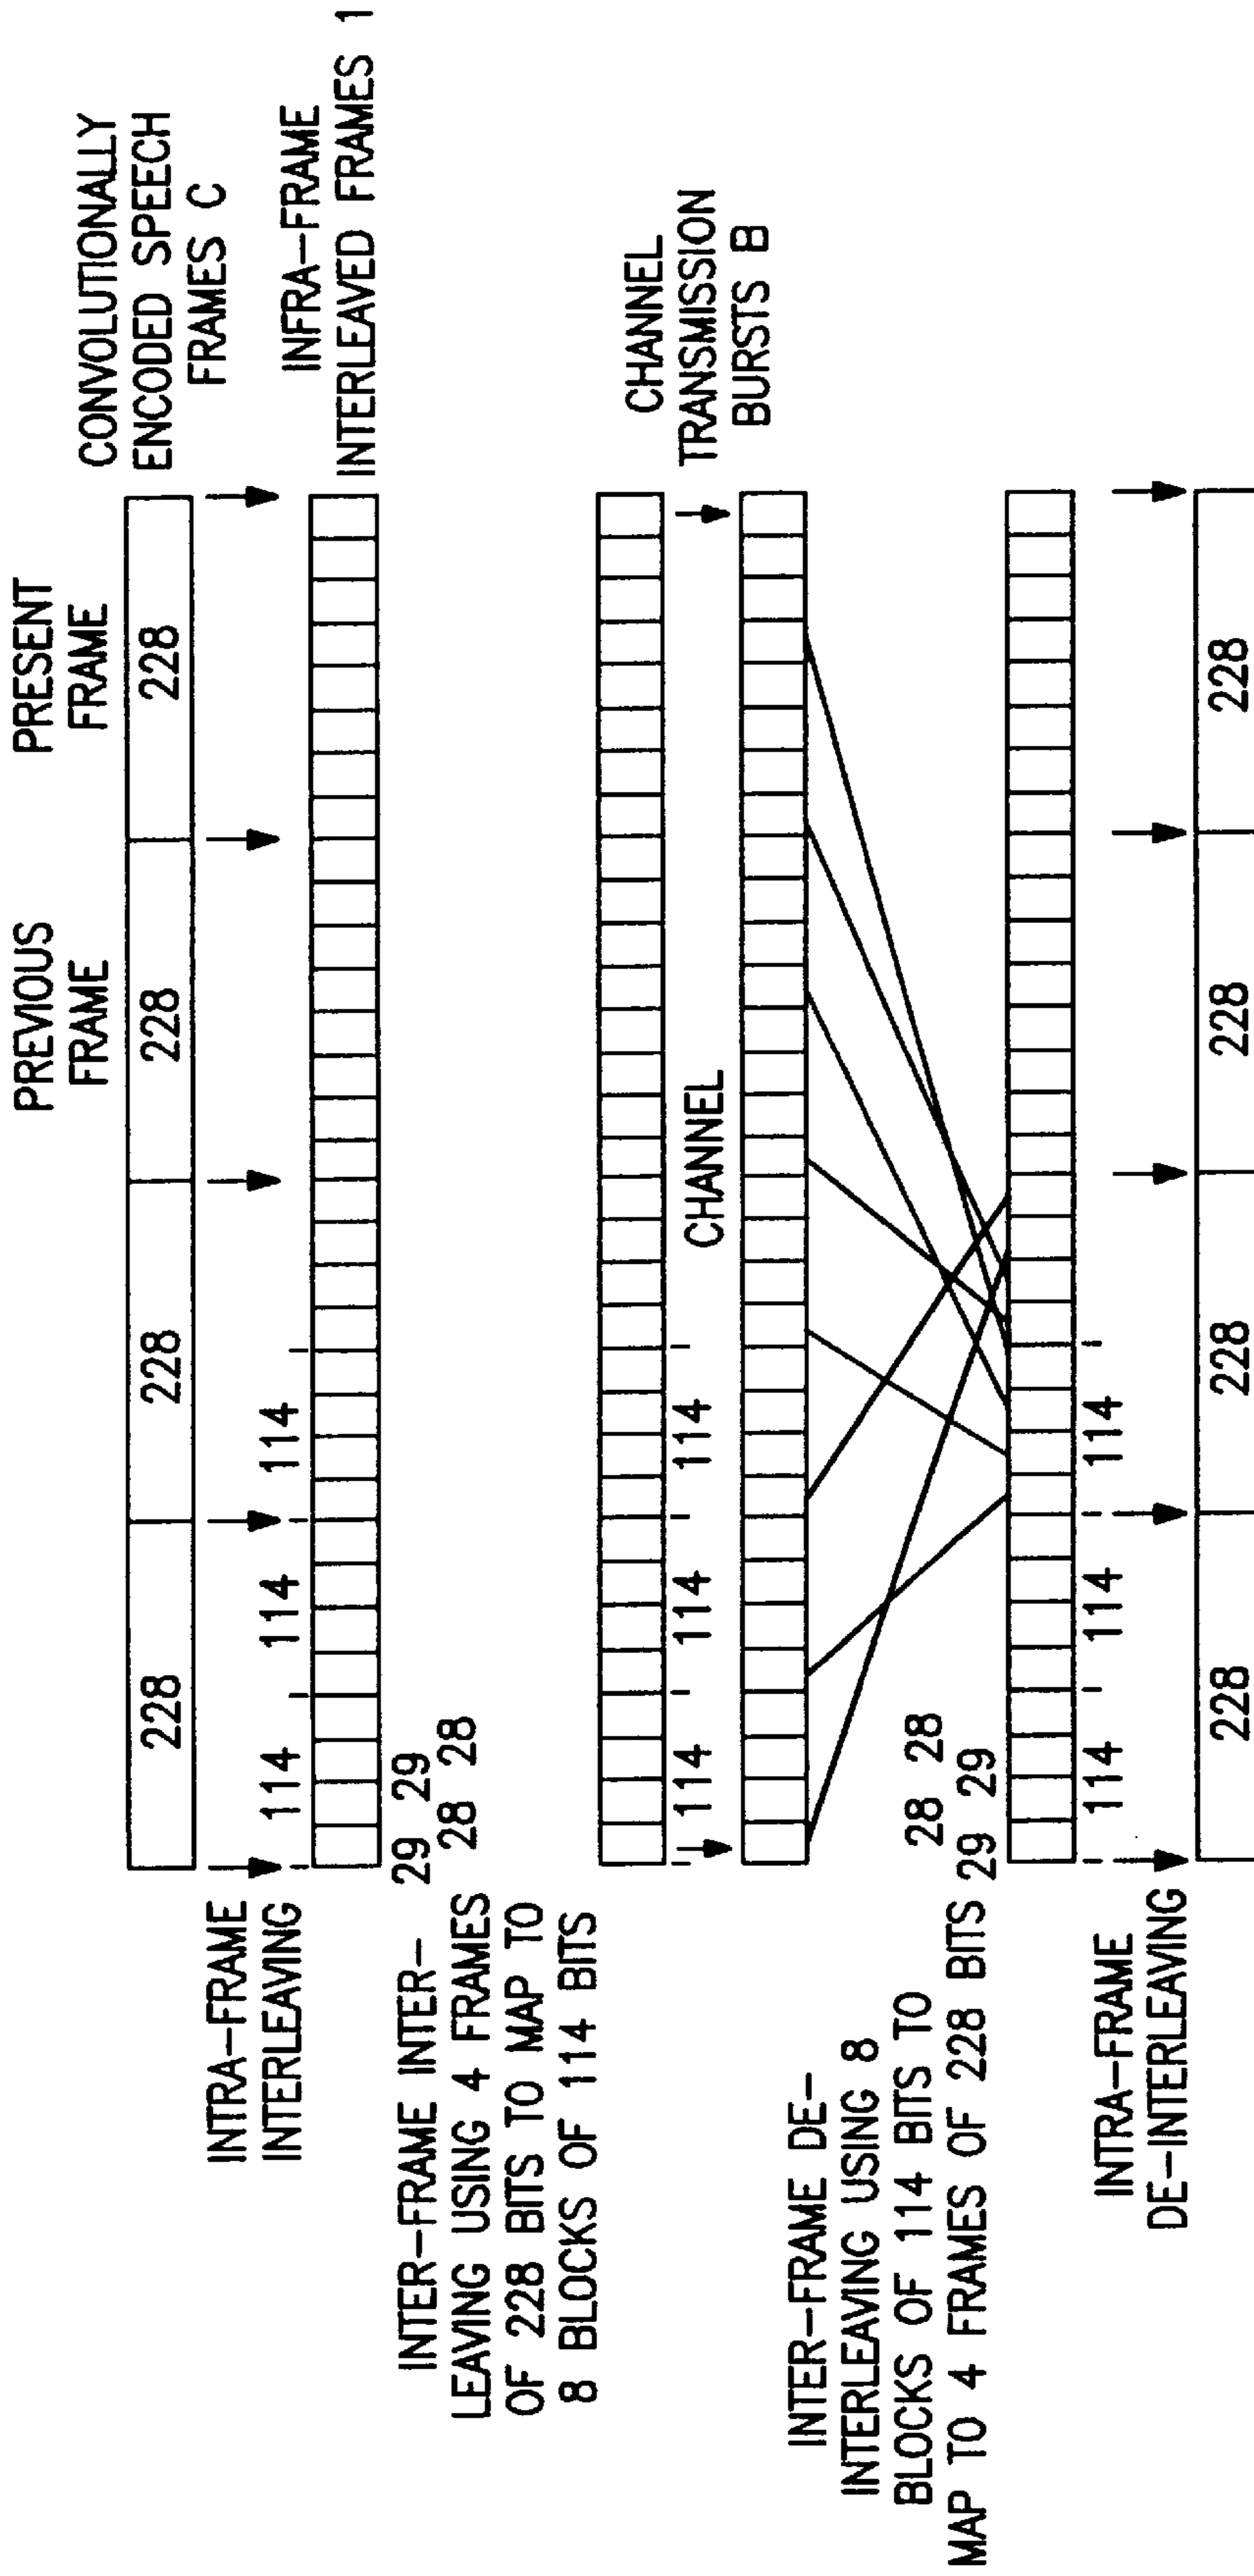 PREVIOUS
FRAME
PRESENT
FRAME
228
228
228
228
CONVOLUTIONALLY
ENCODED SPEECH
FRAMES C
INTRA-FRAME
INTERLEAVING
114
114
114
INFRA-FRAME
INTERLEAVED FRAMES 1
29 29
28 28
INTER-FRAME INTER-
LEAVING USING 4 FRAMES
OF 228 BITS TO MAP TO
8 BLOCKS OF 114 BITS
114
114
114
CHANNEL
CHANNEL
TRANSMISSION
BURSTS B
INTER-FRAME DE-
INTERLEAVING USING 8
BLOCKS OF 114 BITS TO
MAP TO 4 FRAMES OF 228 BITS
28 28
29 29
114
114
114
INTRA-FRAME
DE-INTERLEAVING
228
228
228
228